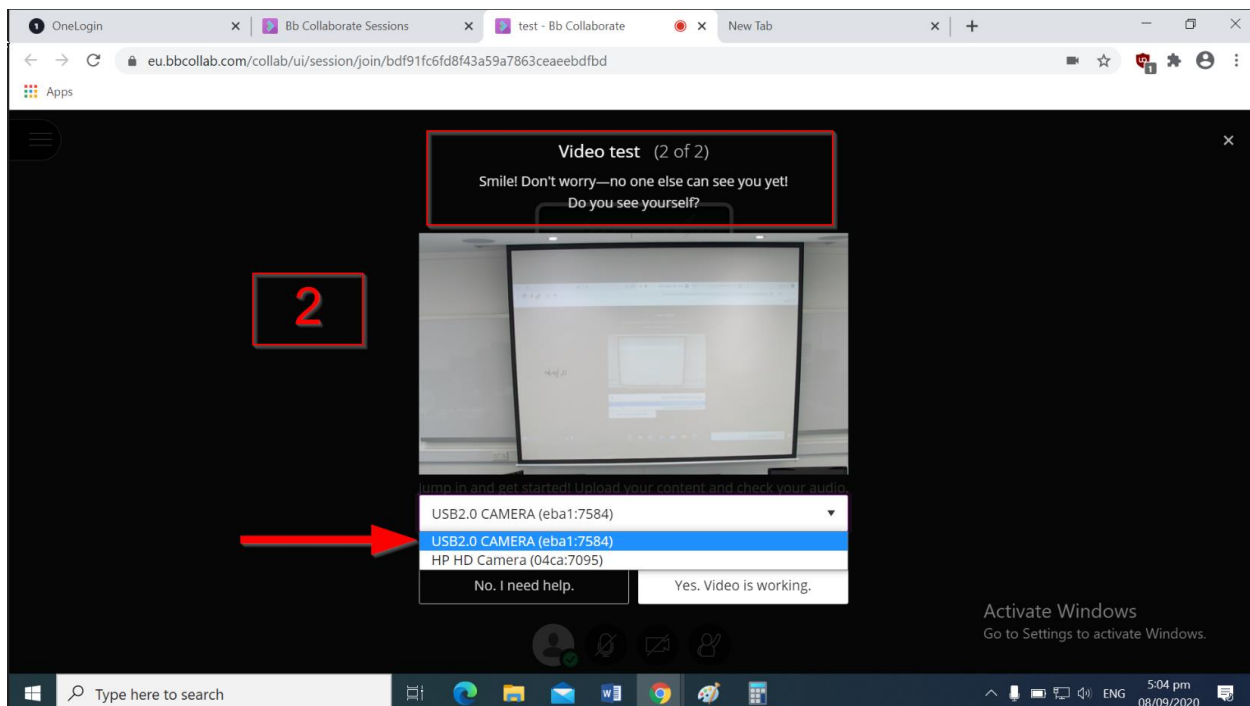 OneLogin
Bb Collaborate Sessions
test - Bb Collaborate
New Tab
eu.bbcollab.com/collab/ui/session/join/bdf91fc6fd8f43a59a7863ceaeebdfbd
1
Apps
Video test (2 of 2)
Smile! Don't worry—no one else can see you yet!
Do you see yourself?
2
Jump in and get started! Upload your content and check your audio.
USB2.0 CAMERA (eba1:7584)
USB2.0 CAMERA (eba1:7584)
HP HD Camera (04ca:7095)
No. I need help.
Yes. Video is working.
Activate Windows
Go to Settings to activate Windows.
Type here to search
ENG
5:04 pm
08/09/2020